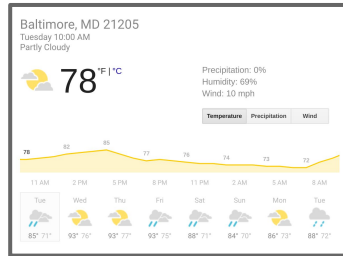 Baltimore, MD 21205
Tuesday 10:00 AM
Partly Cloudy
78 °F | °C
Precipitation: 0%
Humidity: 69%
Wind: 10 mph
Temperature Precipitation Wind
78 82 85 77 76 74 73 72
11 AM 2 PM 5 PM 8 PM 11 PM 2 AM 5 AM 8 AM
Tue Wed Thu Fri Sat Sun Mon Tue
85° 71° 93° 76° 93° 77° 93° 75° 88° 71° 84° 70° 86° 73° 88° 72°